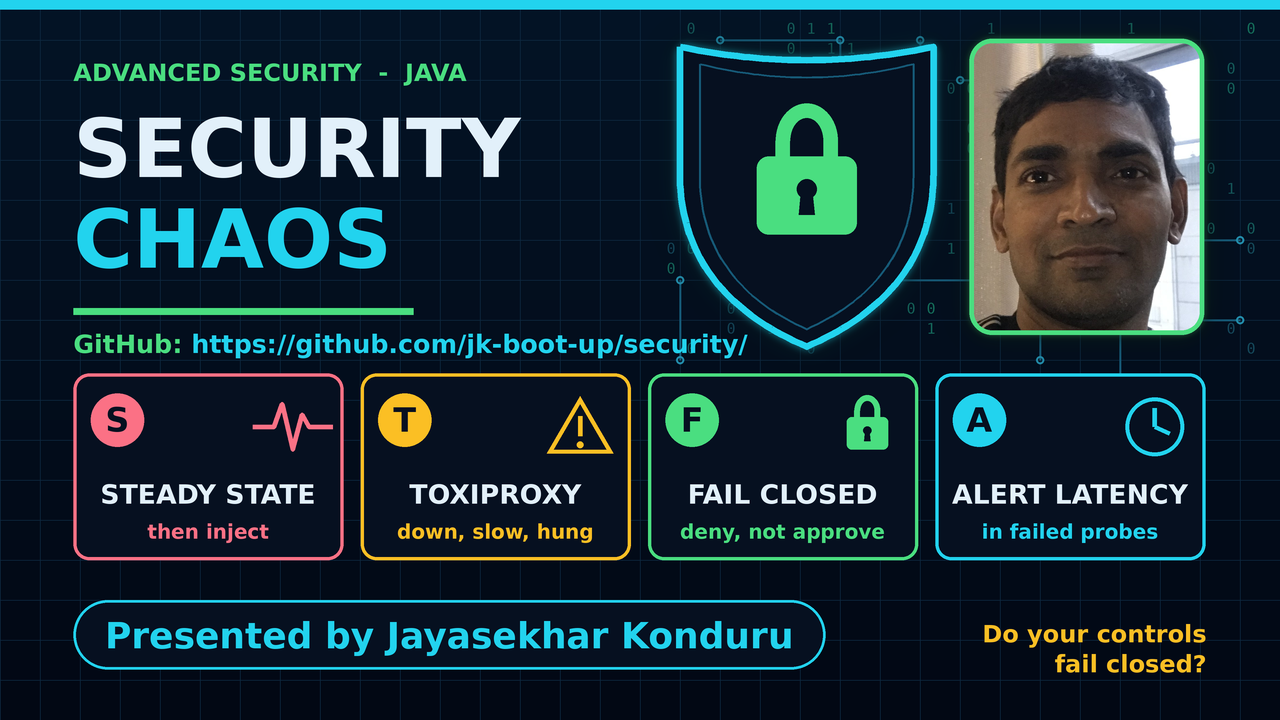 ADVANCED SECURITY - JAVA
SECURITY
CHAOS
GitHub: https://github.com/jk-boot-up/security/
S
STEADY STATE
then inject
T
TOXIPROXY
down, slow, hung
F
FAIL CLOSED
deny, not approve
A
ALERT LATENCY
in failed probes
Presented by Jayasekhar Konduru
Do your controls
fail closed?